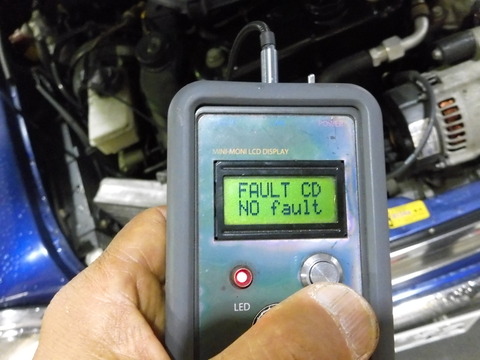 MINI-MONI LCD DISPLAY
FAULT CD
NO fault
LED